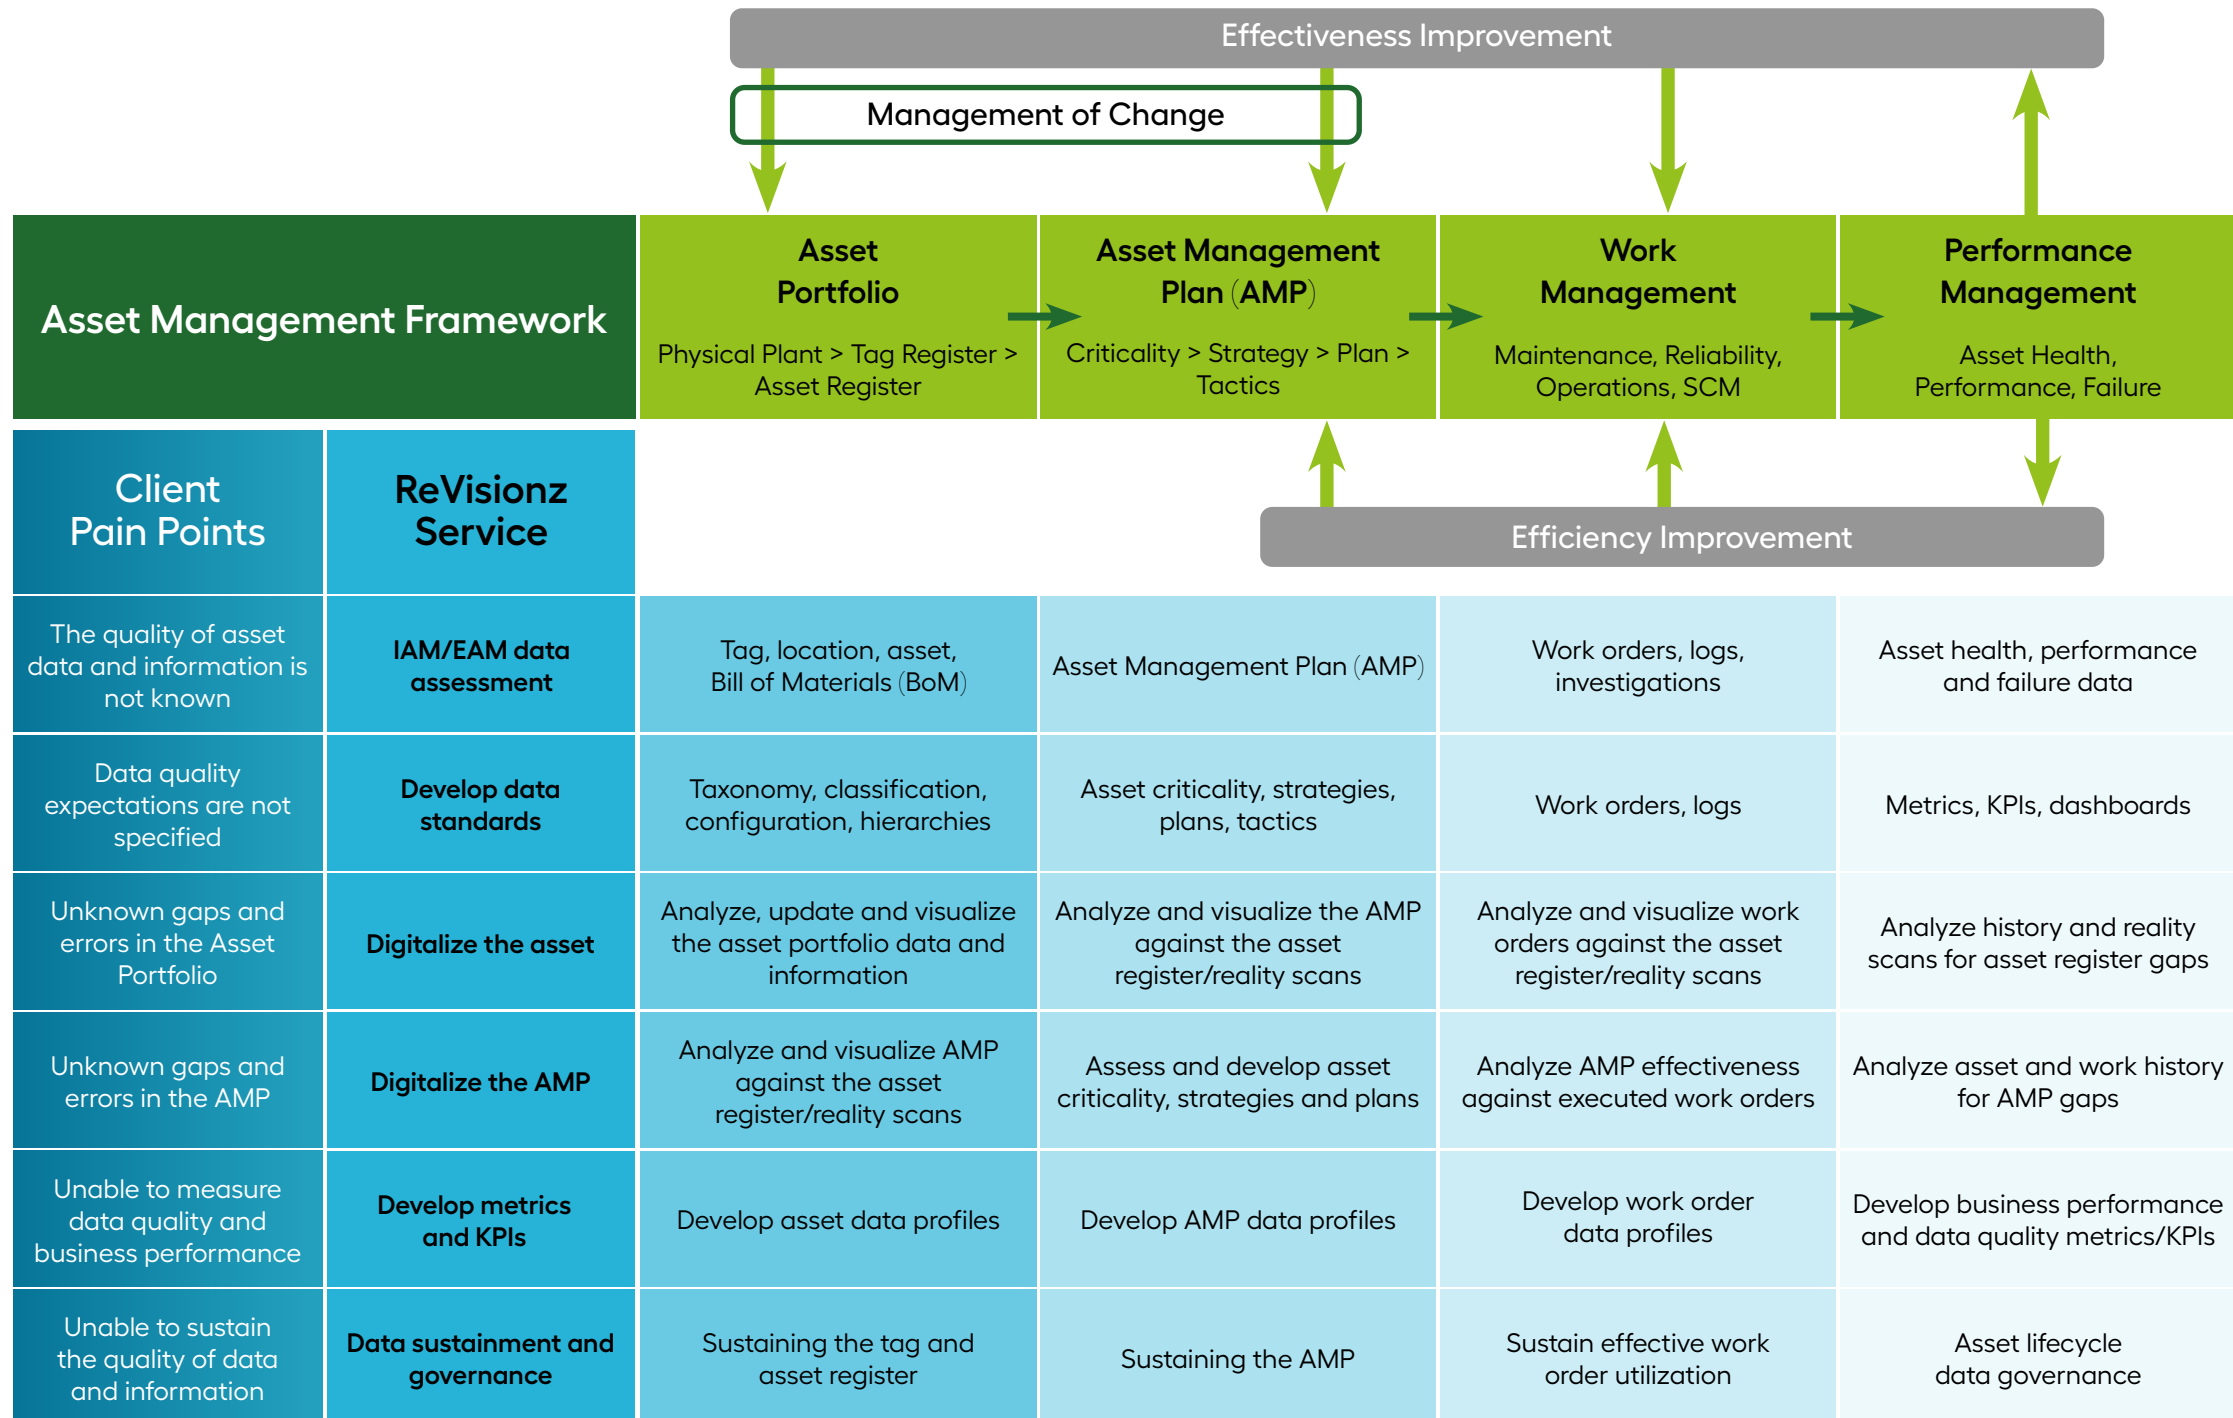 Effectiveness Improvement
Management of Change
Asset Management Framework
Asset
Portfolio
Physical Plant > Tag Register >
Asset Register
Asset Management
Plan (AMP)
Criticality > Strategy > Plan >
Tactics
Work
Management
Maintenance, Reliability,
Operations, SCM
Performance
Management
Asset Health,
Performance, Failure
Client
Pain Points
ReVisionz
Service
Efficiency Improvement
The quality of asset
data and information is
not known
IAM/EAM data
assessment
Tag, location, asset,
Bill of Materials (BoM)
Asset Management Plan (AMP)
Work orders, logs,
investigations
Asset health, performance
and failure data
Data quality
expectations are not
specified
Develop data
standards
Taxonomy, classification,
configuration, hierarchies
Asset criticality, strategies,
plans, tactics
Work orders, logs
Metrics, KPIs, dashboards
Unknown gaps and
errors in the Asset
Portfolio
Digitalize the asset
Analyze, update and visualize
the asset portfolio data and
information
Analyze and visualize the AMP
against the asset
register/reality scans
Analyze and visualize work
orders against the asset
register/reality scans
Analyze history and reality
scans for asset register gaps
Unknown gaps and
errors in the AMP
Digitalize the AMP
Analyze and visualize AMP
against the asset
register/reality scans
Assess and develop asset
criticality, strategies and plans
Analyze AMP effectiveness
against executed work orders
Analyze asset and work history
for AMP gaps
Unable to measure
data quality and
business performance
Develop metrics
and KPIs
Develop asset data profiles
Develop AMP data profiles
Develop work order
data profiles
Develop business performance
and data quality metrics/KPIs
Unable to sustain
the quality of data
and information
Data sustainment and
governance
Sustaining the tag and
asset register
Sustaining the AMP
Sustain effective work
order utilization
Asset lifecycle
data governance